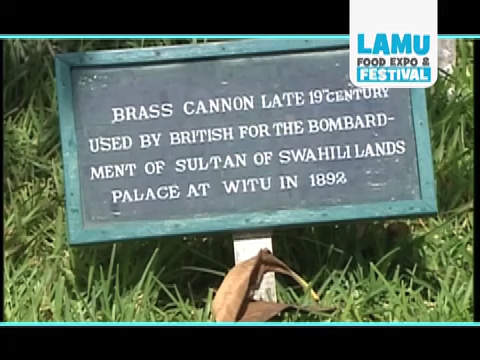 LAMU
FOOD EXPO &
FESTIVAL
BRASS CANNON LATE 19TH CENTURY
USED BY BRITISH FOR THE BOMBARD-
MENT OF SULTAN OF SWAHILI LANDS
PALACE AT WITU IN 1892